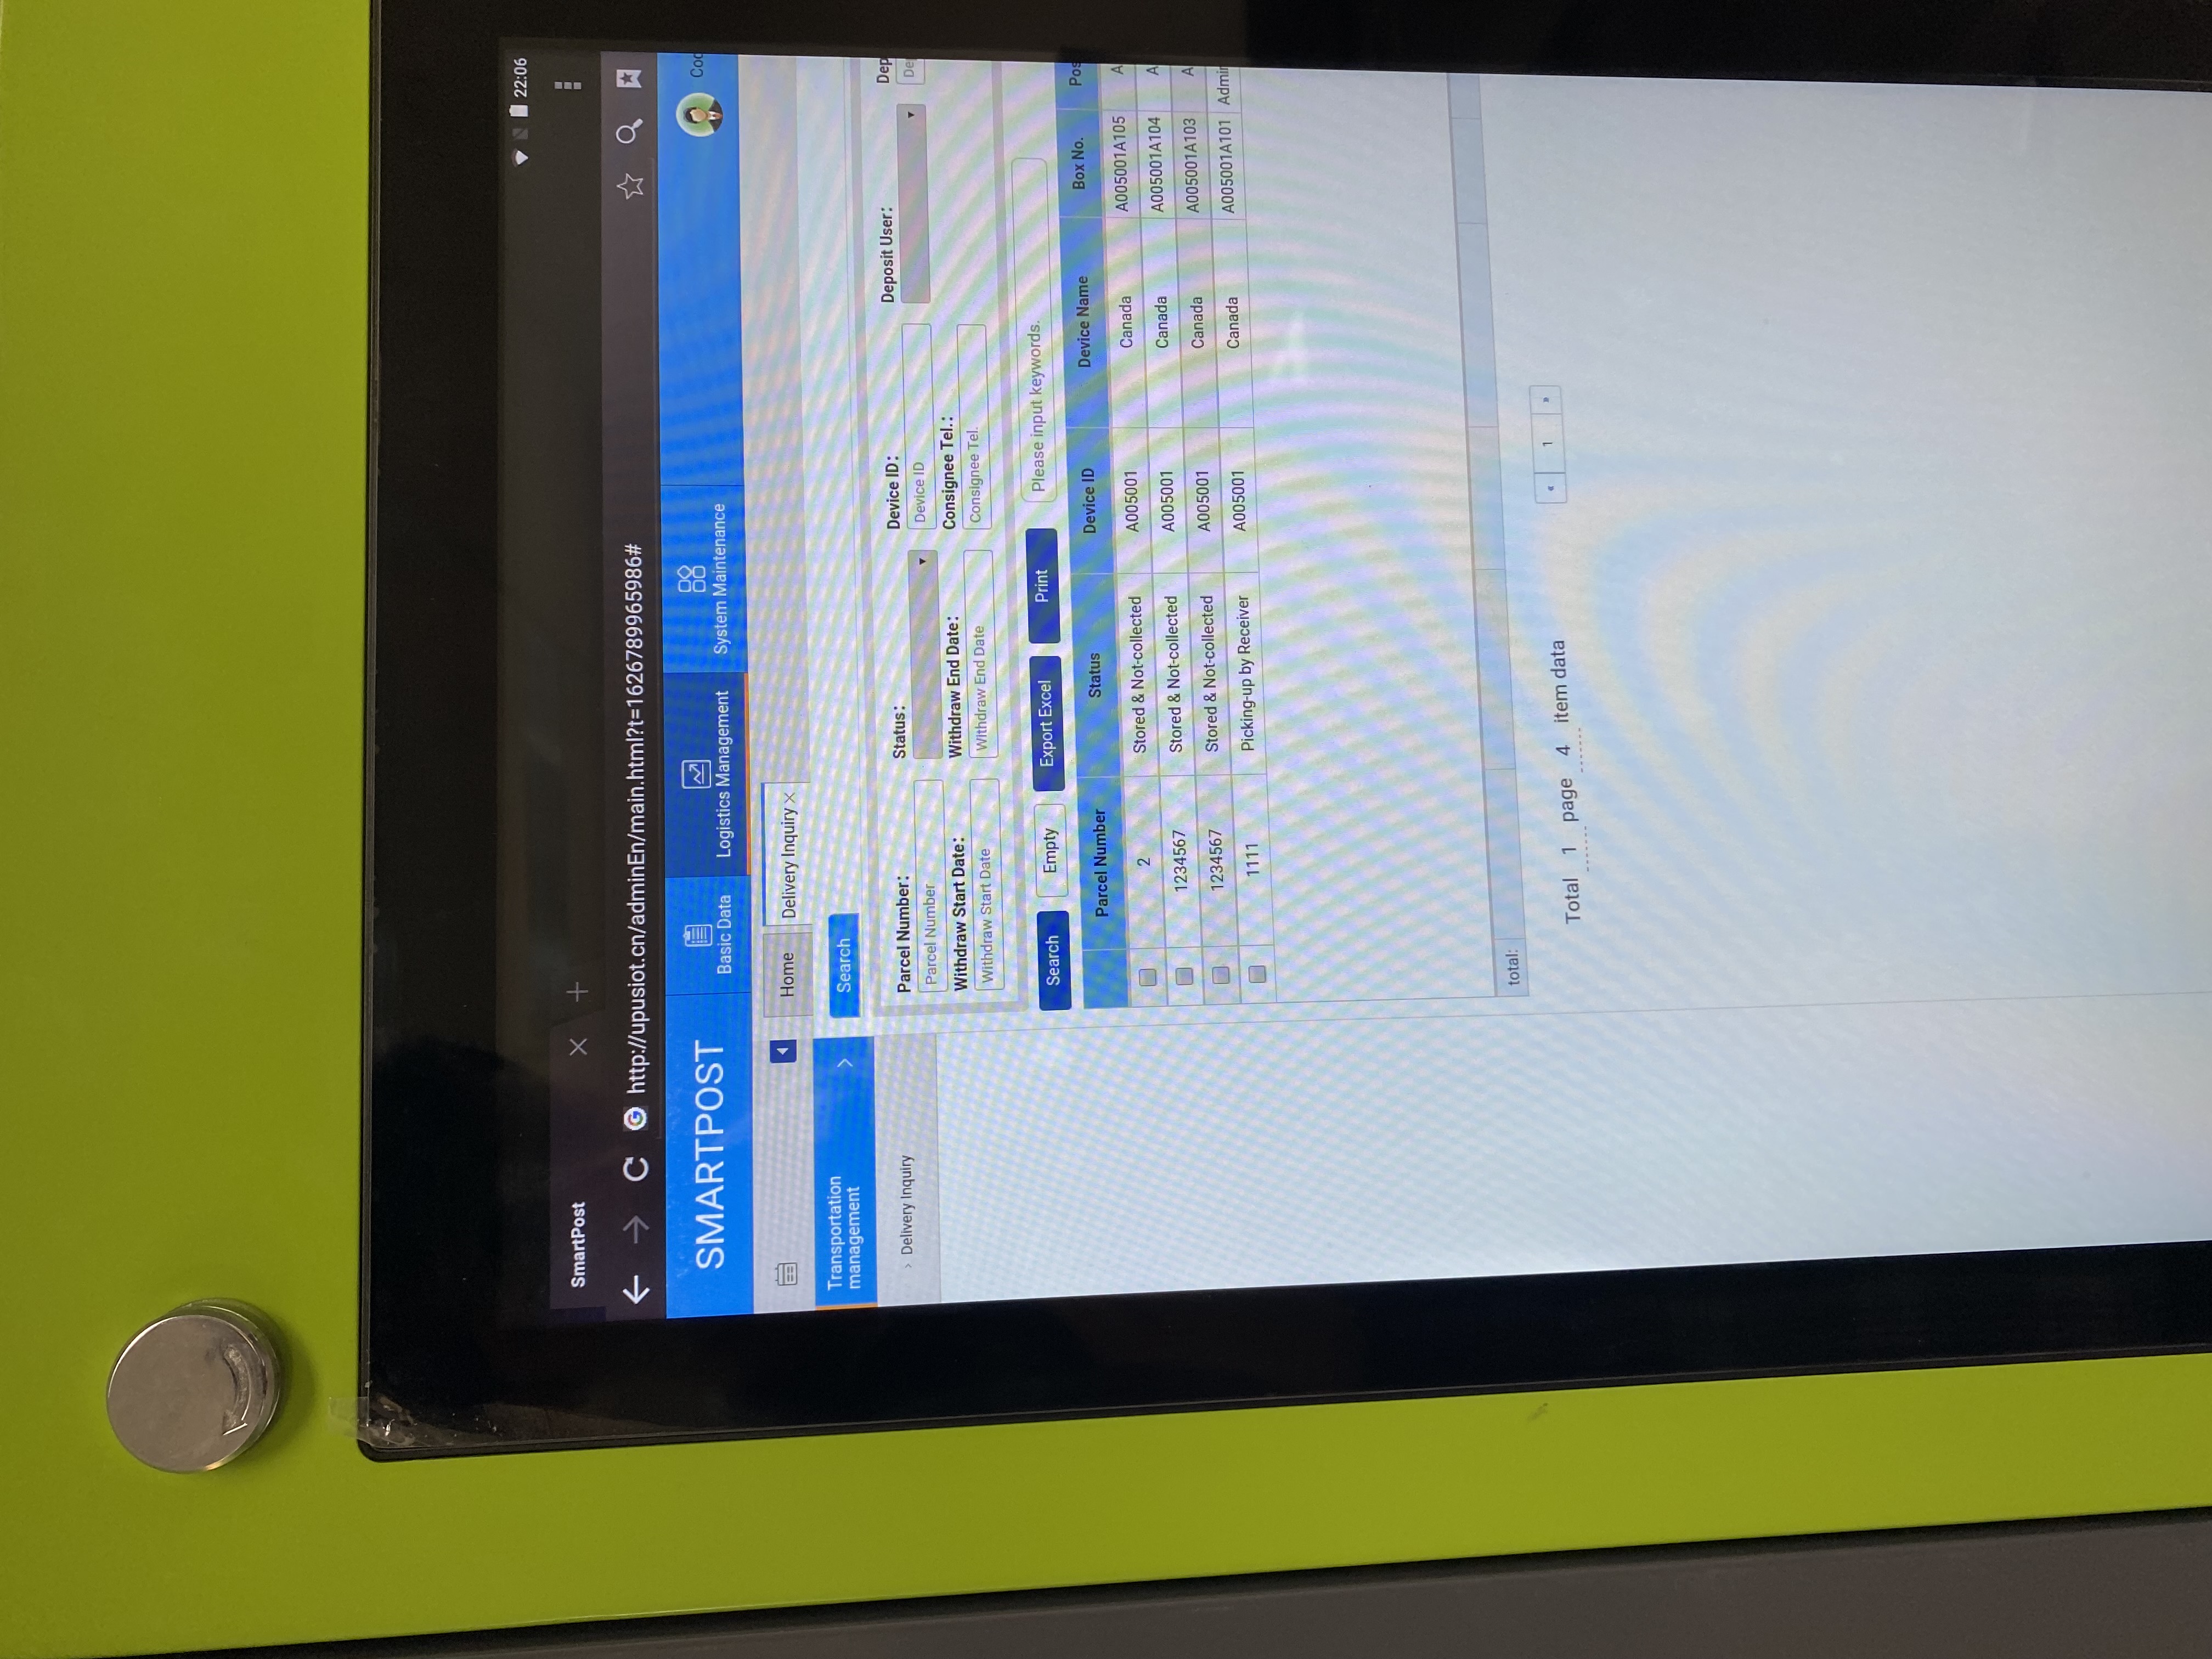 22:06
SmartPost
http://upusiot.cn/adminEn/main.html?t=1626789965986#
SMARTPOST
Basic Data
Logistics Management
System Maintenance
Coo
Home
Delivery Inquiry
Transportation
management
Delivery Inquiry
Search
Parcel Number: Status: Device ID: Deposit User: Dep
Parcel Number Device ID De
Withdraw Start Date: Withdraw End Date: Consignee Tel.:
Withdraw Start Date Withdraw End Date Consignee Tel.
Search Empty Export Excel Print Please input keywords.
Parcel Number Status Device ID Device Name Box No. Pos
2 Stored & Not-collected A005001 Canada A005001A105 A
1234567 Stored & Not-collected A005001 Canada A005001A104 A
1234567 Stored & Not-collected A005001 Canada A005001A103 A
1111 Picking-up by Receiver A005001 Canada A005001A101 Admin
total:
Total 1 page 4 item data
« 1 »